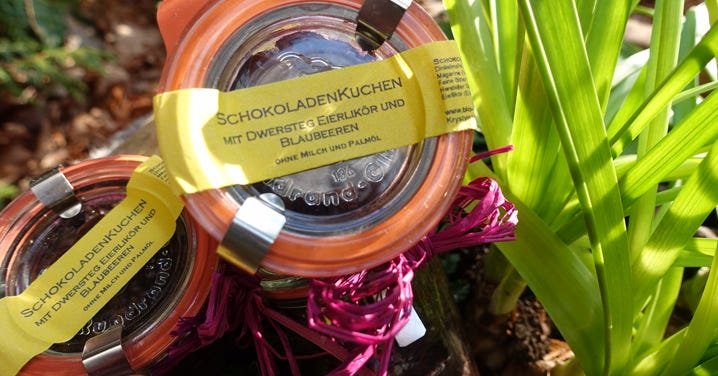 SCHOKOLADENKUCHEN
MIT DWERSTEG EIERLIKÖR UND
BLAUBEEREN
OHNE MILCH UND PALMÖL
SCHOKOLADENKUCHEN
MIT DWERSTEG EIERLIKÖR UND
BLAUBEEREN
OHNE MILCH UND PALMÖL